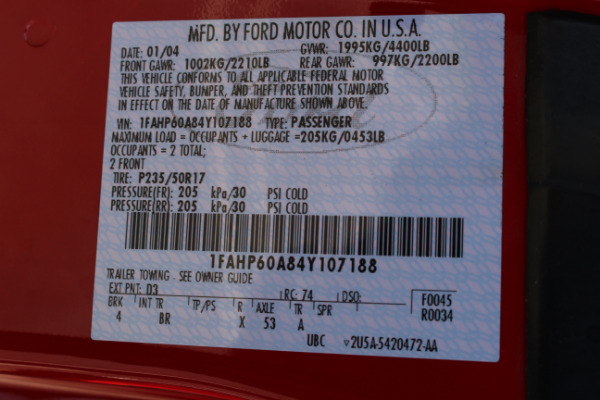 MFD. BY FORD MOTOR CO. IN U.S.A.
DATE: 01/04 GVWR: 1995KG/4400LB
FRONT GAWR: 1002KG/2210LB REAR GAWR: 997KG/2200LB
THIS VEHICLE CONFORMS TO ALL APPLICABLE FEDERAL MOTOR
VEHICLE SAFETY, BUMPER, AND THEFT PREVENTION STANDARDS
IN EFFECT ON THE DATE OF MANUFACTURE SHOWN ABOVE.
VIN: 1FAHP60A84Y107188 TYPE: PASSENGER
MAXIMUM LOAD = OCCUPANTS + LUGGAGE =205KG/0453LB
OCCUPANTS = 2 TOTAL;
2 FRONT
TIRE: P235/50R17
PRESSURE(FR): 205 kPa/30 PSI COLD
PRESSURE(RR): 205 kPa/30 PSI COLD
1FAHP60A84Y107188
TRAILER TOWING - SEE OWNER GUIDE
EXT PNT: D3 RC: 74 DSO: F0045
BRK INT TR TP/PS R AXLE TR SPR R0034
4 BR X 53 A
UBC ▽2U5A-5420472-AA